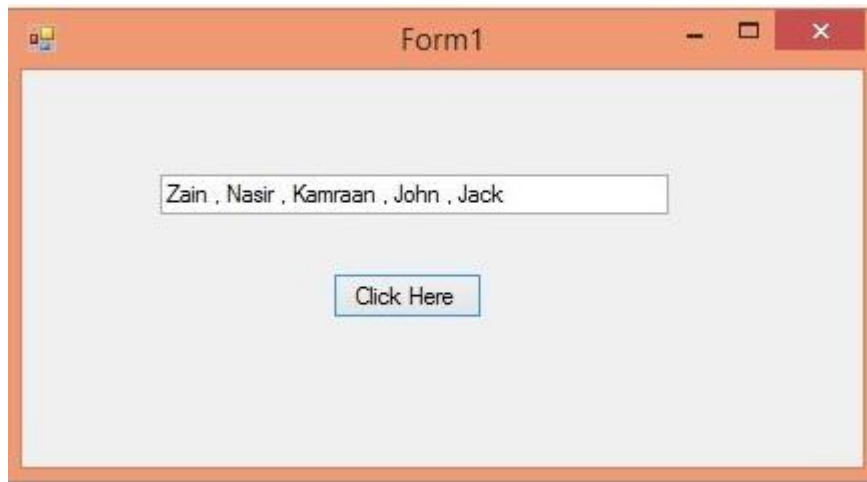 Form1
Zain , Nasir , Kamraan , John , Jack
Click Here